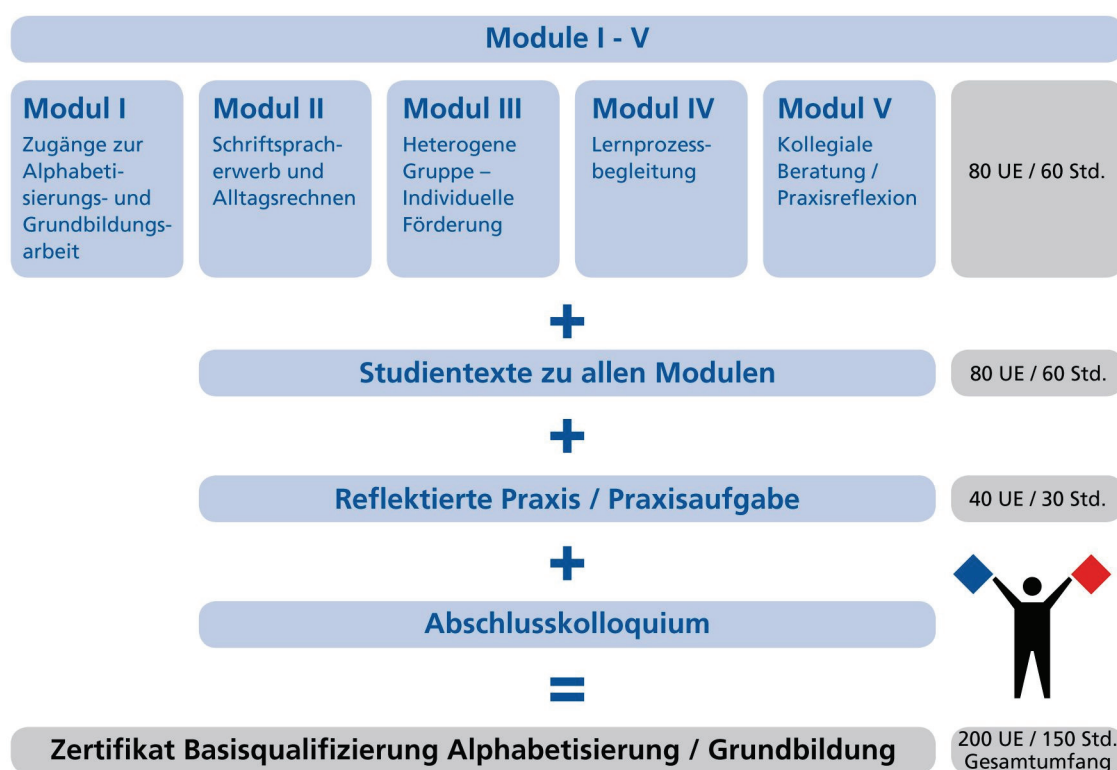 Module I - V
Modul I
Zugänge zur
Alphabeti-
sierungs- und
Grundbildungs-
arbeit
Modul II
Schriftsprach-
erwerb und
Alltagsrechnen
Modul III
Heterogene
Gruppe –
Individuelle
Förderung
Modul IV
Lernprozess-
begleitung
Modul V
Kollegiale
Beratung /
Praxisreflexion
80 UE / 60 Std.
+
Studientexte zu allen Modulen
80 UE / 60 Std.
+
Reflektierte Praxis / Praxisaufgabe
40 UE / 30 Std.
+
Abschlusskolloquium
=
Zertifikat Basisqualifizierung Alphabetisierung / Grundbildung
200 UE / 150 Std.
Gesamtumfang